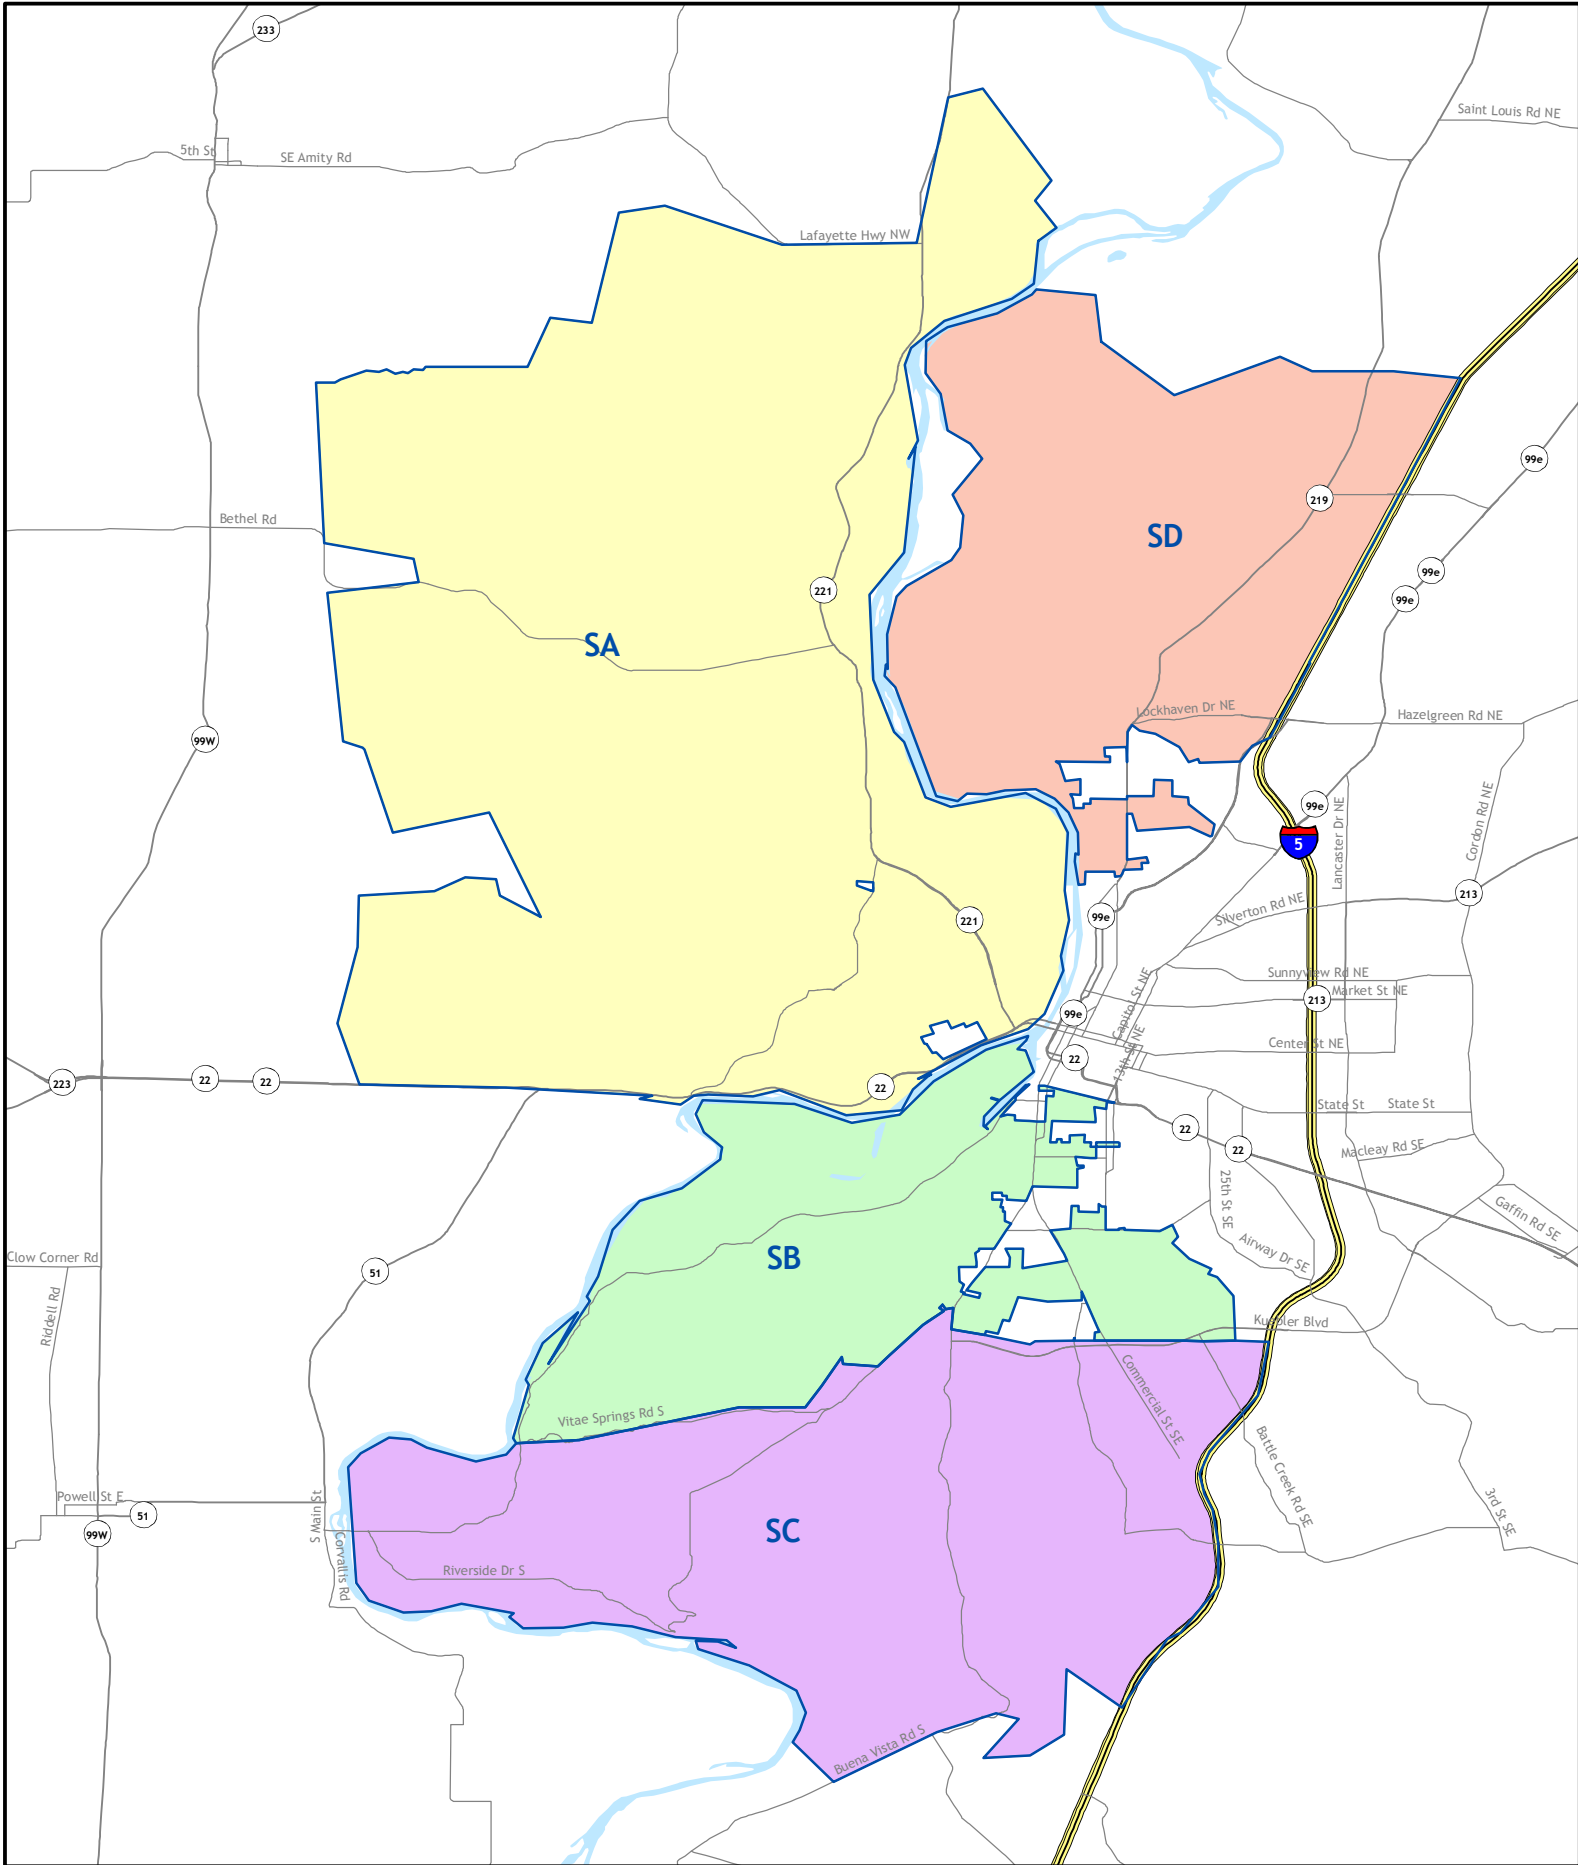 233
Saint Louis Rd NE
5th St
SE Amity Rd
Lafayette Hwy NW
99e
219
Bethel Rd
SD
99e
99e
221
SA
Lockhaven Dr NE
Hazelgreen Rd NE
99W
99e
5
Lancaster Dr NE
Cordon Rd NE
213
Silverton Rd NE
99e
221
Sunnyview Rd NE
Market St NE
213
Capitol St NE
99e
Center St NE
13th St NE
22
223
22
22
22
State St
State St
22
22
Macleay Rd SE
25th St SE
Gaffin Rd SE
Airway Dr SE
Clow Corner Rd
SB
51
Riddell Rd
Kuebler Blvd
Commercial St SE
Vitae Springs Rd S
Battle Creek Rd SE
Powell St E
51
99W
S Main St
3rd St SE
SC
Corvallis Rd
Riverside Dr S
Buena Vista Rd S